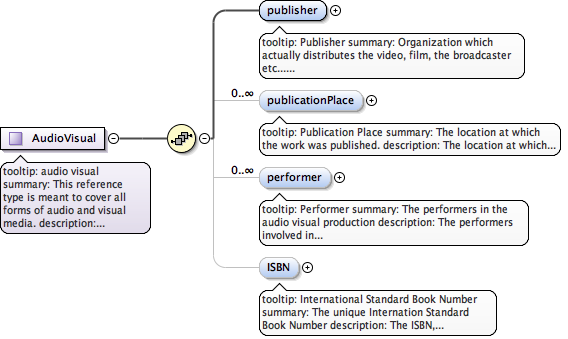 publisher
tooltip: Publisher summary: Organization which
actually distributes the video, film, the broadcaster
etc......
0..∞
publicationPlace
tooltip: Publication Place summary: The location at which
the work was published. description: The location at which...
AudioVisual
tooltip: audio visual
summary: This reference
type is meant to cover all
forms of audio and visual
media. description:...
0..∞
performer
tooltip: Performer summary: The performers in the
audio visual production description: The performers
involved in...
ISBN
tooltip: International Standard Book Number
summary: The unique Internation Standard
Book Number description: The ISBN,...